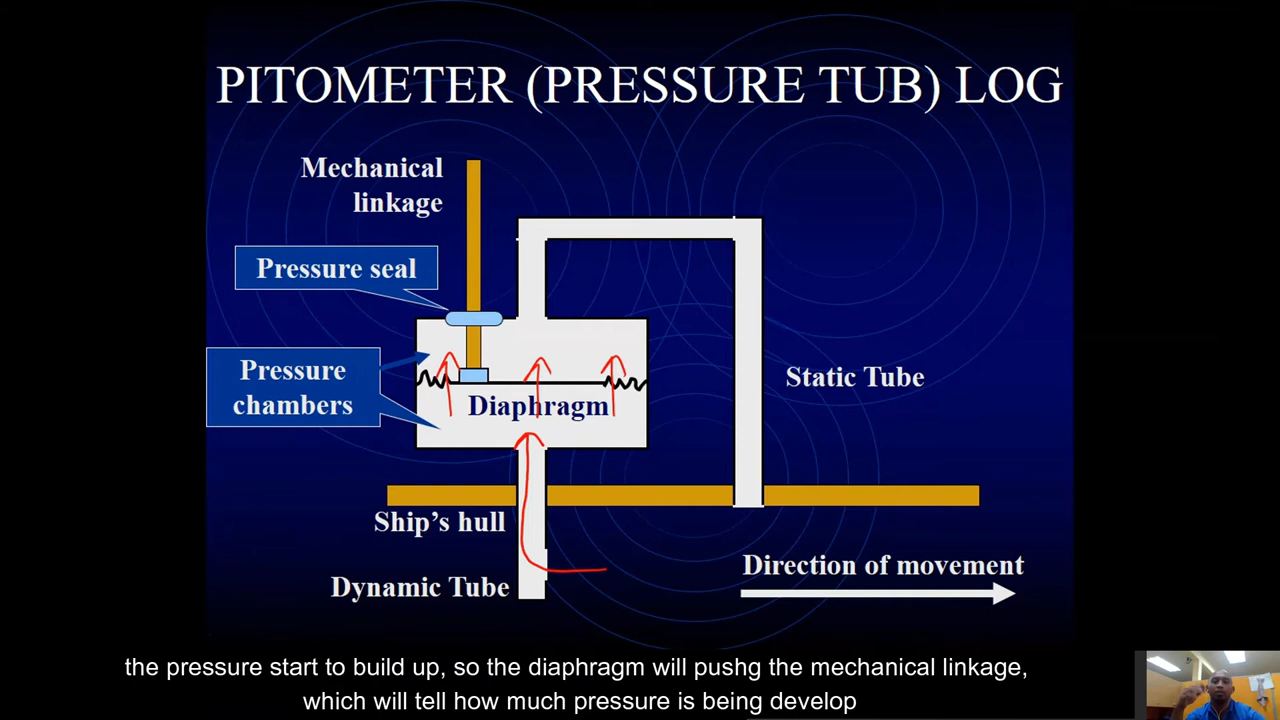 PITOMETER (PRESSURE TUB) LOG
Mechanical
linkage
Pressure seal
Pressure
chambers
Diaphragm
Static Tube
Ship’s hull
Dynamic Tube
Direction of movement
the pressure start to build up, so the diaphragm will pushg the mechanical linkage,
which will tell how much pressure is being develop